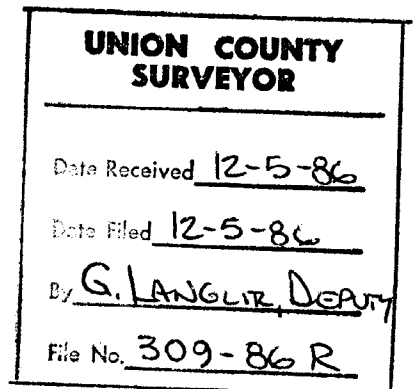 UNION COUNTY
SURVEYOR
Date Received 12-5-86
Date Filed 12-5-86
By G. LANGLIR, DEPUTY
File No. 309-86 R